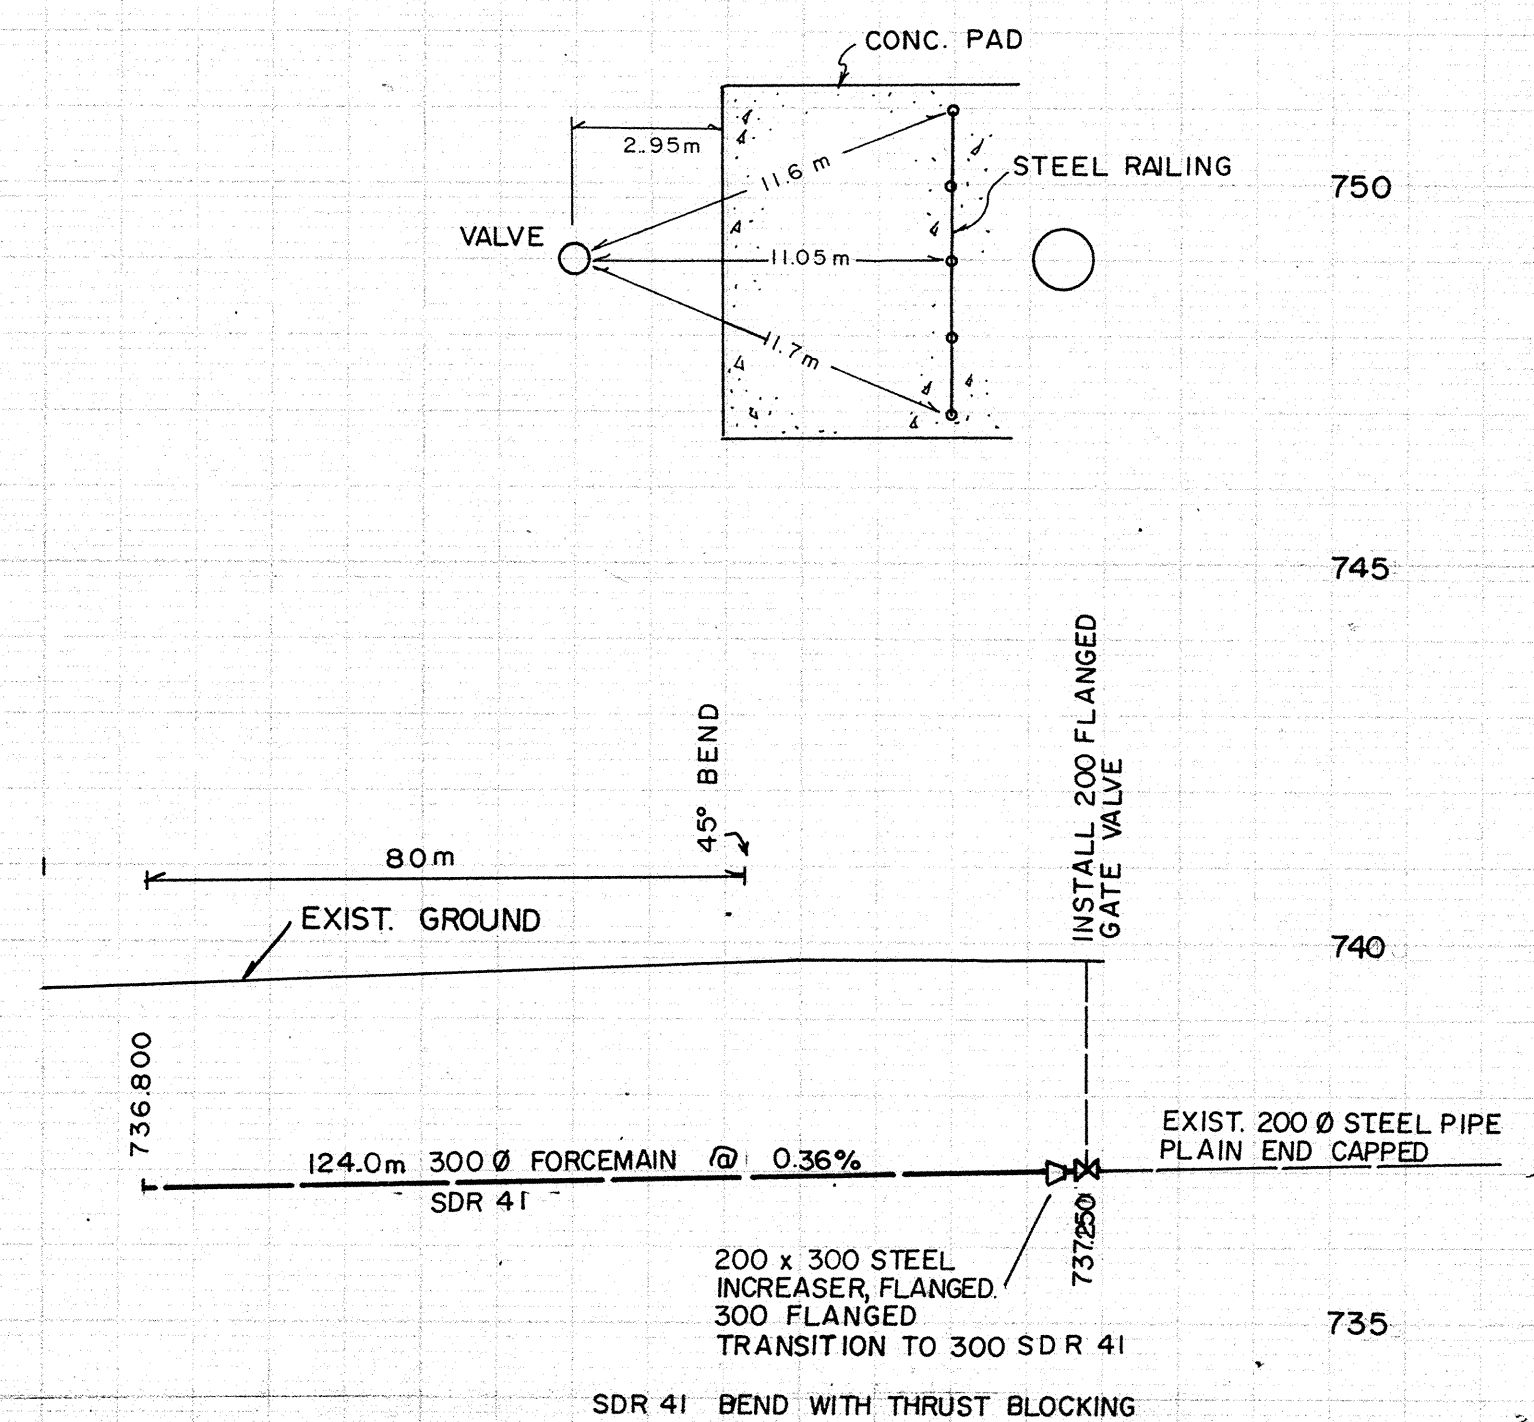 CONC. PAD
2.95m
11.6 m
STEEL RAILING
750
VALVE
11.05m
11.7m
745
INSTALL 200 FLANGED
GATE VALVE
45° BEND
80m
EXIST. GROUND
740
736.800
EXIST. 200 Ø STEEL PIPE
PLAIN END CAPPED
124.0m 300 Ø FORCEMAIN @ 0.36%
SDR 41
737.250
200 x 300 STEEL
INCREASER, FLANGED.
300 FLANGED
TRANSITION TO 300 SDR 41
735
SDR 41 BEND WITH THRUST BLOCKING